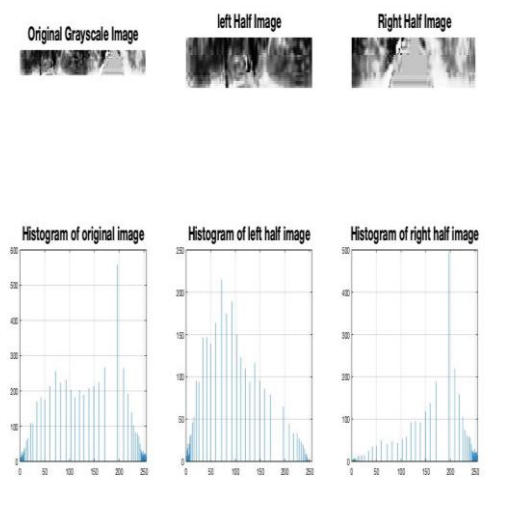 Original Grayscale Image
left Half Image
Right Half Image
Histogram of original image
Histogram of left half image
Histogram of right half image
600
500
400
300
200
100
0
0 50 100 150 200 250
250
200
150
100
50
0
0 50 100 150 200 250
500
400
300
200
100
0
0 50 100 150 200 250